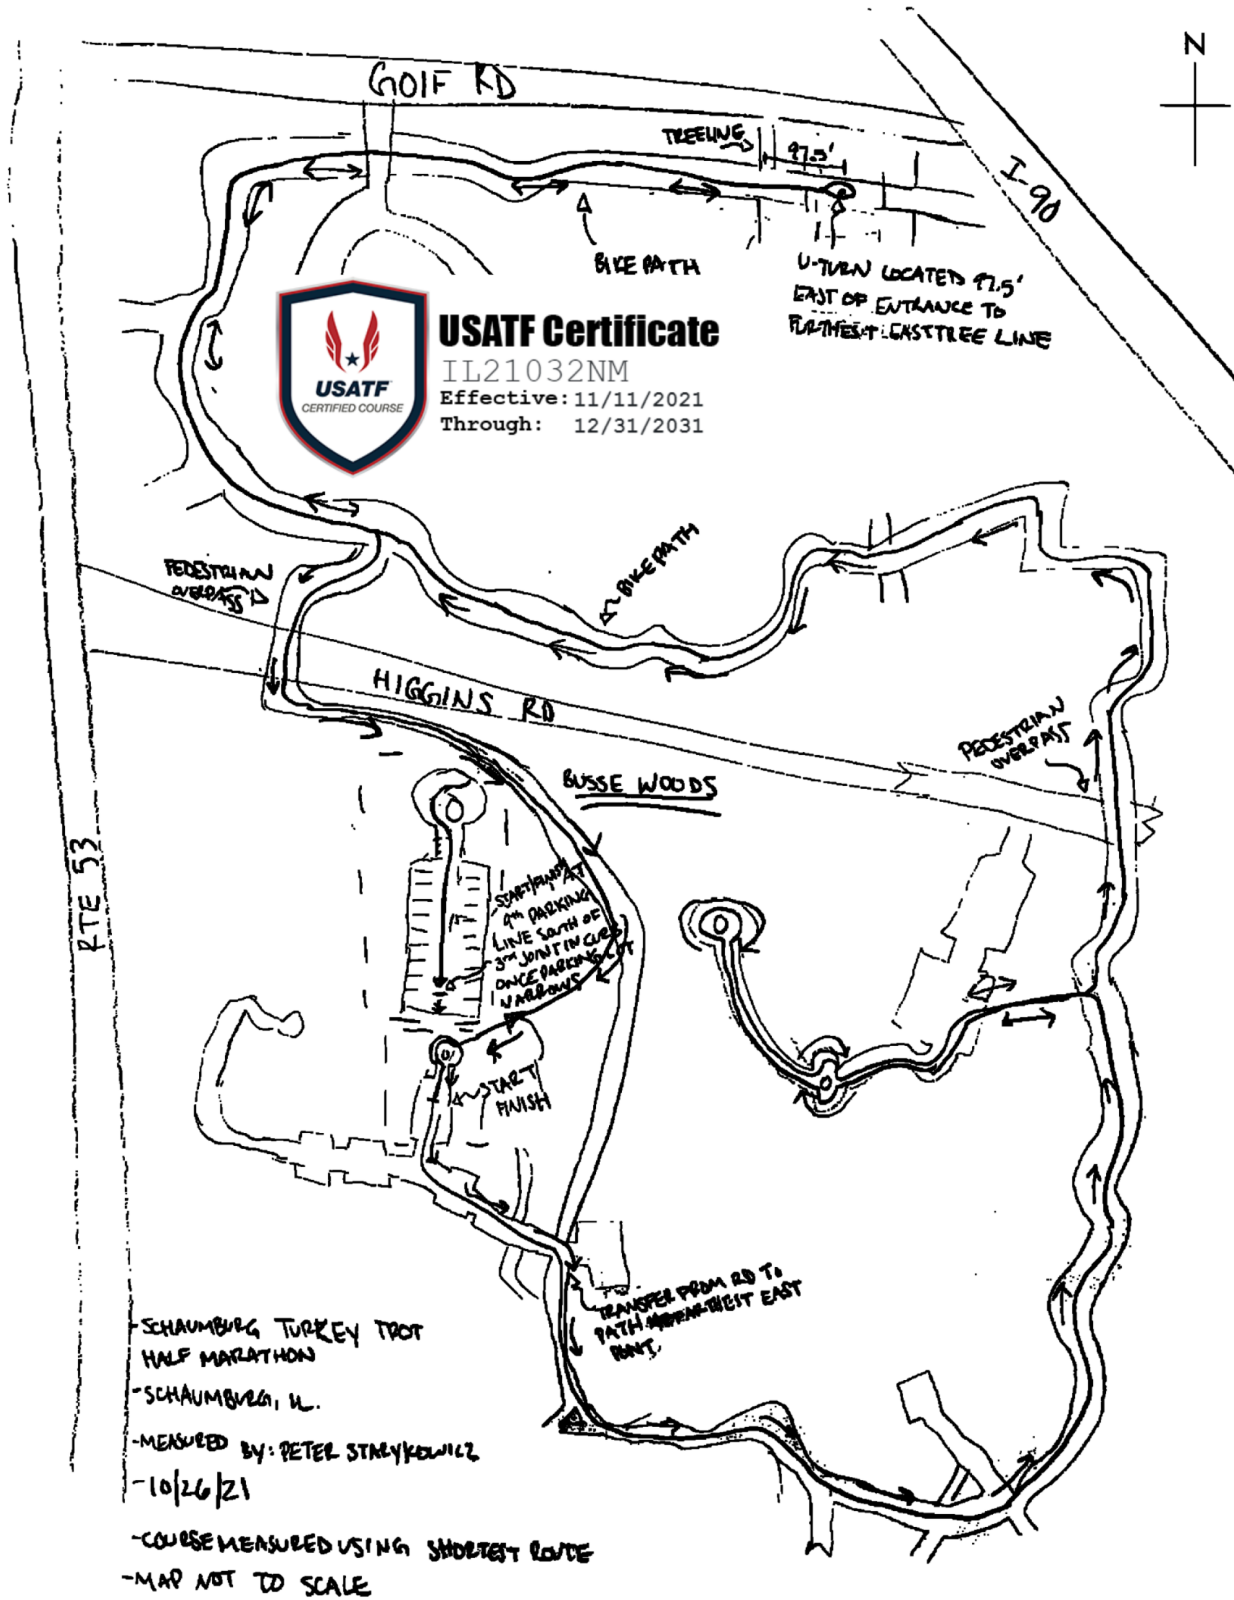 N
GOLF RD
TREELINE
97.5'
I-90
BIKE PATH
U-TURN LOCATED 97.5'
EAST OF ENTRANCE TO
FURTHEST EAST TREE LINE
USATF
CERTIFIED COURSE
USATF Certificate
IL21032NM
Effective: 11/11/2021
Through: 12/31/2031
PEDESTRIAN
OVERPASS
BIKE PATH
HIGGINS RD
PEDESTRIAN
OVERPASS
BUSSE WOODS
RTE 53
START/FINISH AT
9th PARKING
LINE SOUTH OF
3rd JOINT IN CURB
ONCE PARKING LOT
NARROWS
START
FINISH
TRANSFER FROM RD TO
PATH FARTHEST EAST
POINT.
-SCHAUMBURG TURKEY TROT
HALF MARATHON
-SCHAUMBURG, IL.
-MEASURED BY: PETER STARYKOWICZ
-10/26/21
-COURSE MEASURED USING SHORTEST ROUTE
-MAP NOT TO SCALE